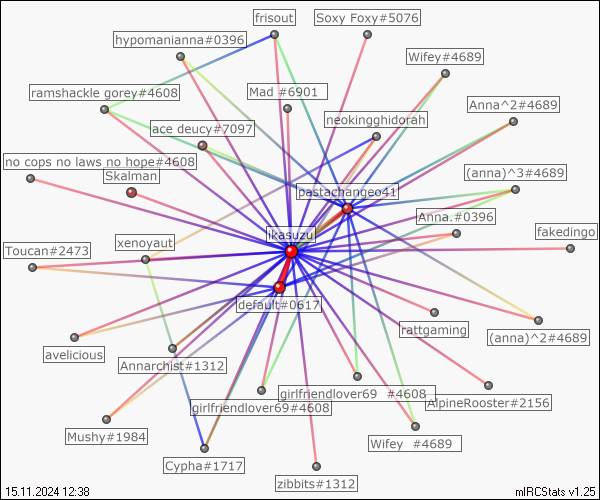 frisout
Soxy Foxy#5076
hypomanianna#0396
Wifey#4689
ramshackle gorey#4608
Mad #6901
Anna^2#4689
neokingghidorah
ace deucy#7097
no cops no laws no hope#4608
Skalman
(anna)^3#4689
pastachangeo41
Anna.#0396
ikasuzu
fakedingo
xenoyaut
Toucan#2473
default#0617
rattgaming
(anna)^2#4689
avelicious
Annarchist#1312
girlfriendlover69 #4608
AlpineRooster#2156
girlfriendlover69#4608
Mushy#1984
Wifey #4689
Cypha#1717
zibbits#1312
15.11.2024 12:38
mIRCStats v1.25